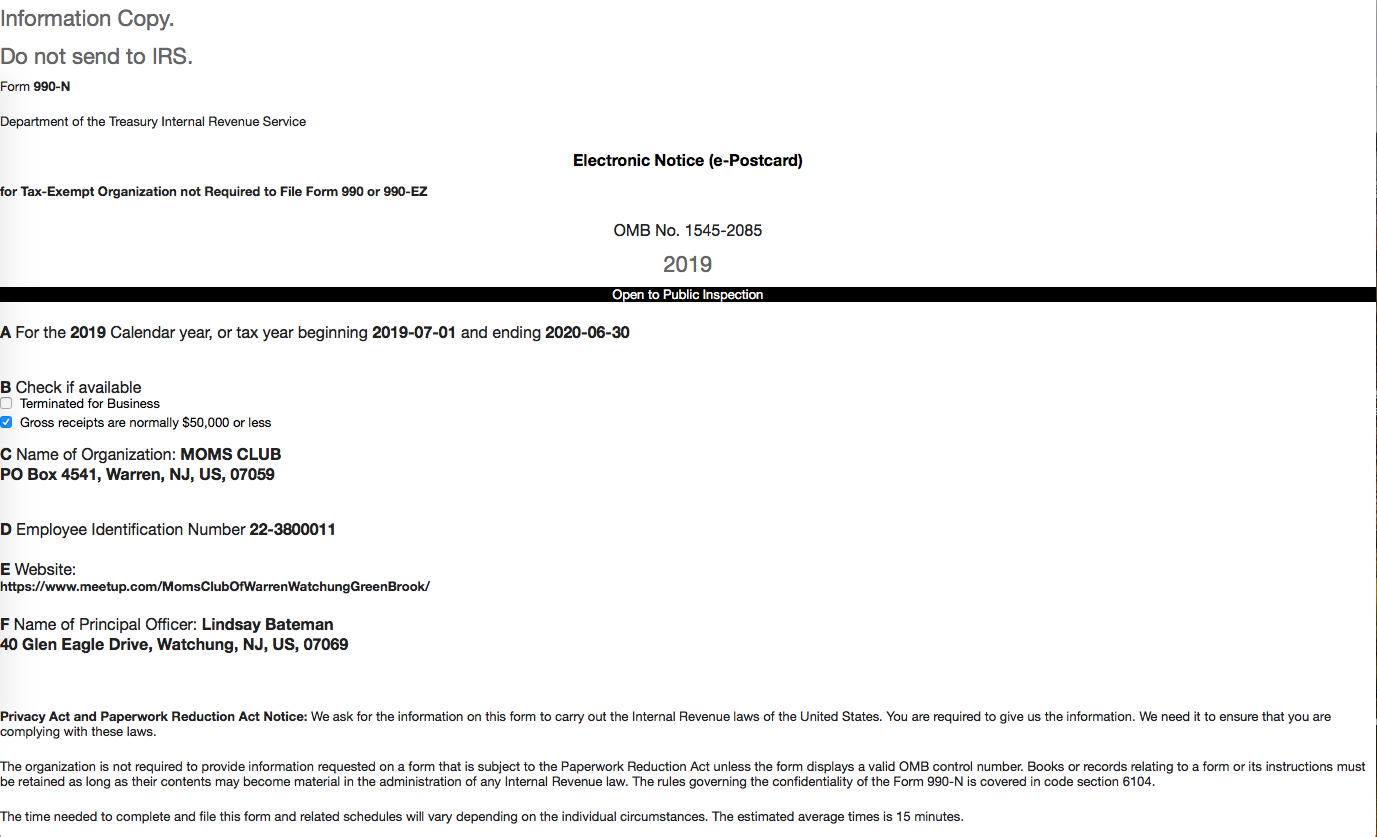 Information Copy.
Do not send to IRS.
Form 990-N
Department of the Treasury Internal Revenue Service
Electronic Notice (e-Postcard)
for Tax-Exempt Organization not Required to File Form 990 or 990-EZ
OMB No. 1545-2085
2019
Open to Public Inspection
A For the 2019 Calendar year, or tax year beginning 2019-07-01 and ending 2020-06-30
B Check if available
Terminated for Business
Gross receipts are normally $50,000 or less
C Name of Organization: MOMS CLUB
PO Box 4541, Warren, NJ, US, 07059
D Employee Identification Number 22-3800011
E Website:
https://www.meetup.com/MomsClubOfWarrenWatchungGreenBrook/
F Name of Principal Officer: Lindsay Bateman
40 Glen Eagle Drive, Watchung, NJ, US, 07069
Privacy Act and Paperwork Reduction Act Notice: We ask for the information on this form to carry out the Internal Revenue laws of the United States. You are required to give us the information. We need it to ensure that you are
complying with these laws.
The organization is not required to provide information requested on a form that is subject to the Paperwork Reduction Act unless the form displays a valid OMB control number. Books or records relating to a form or its instructions must
be retained as long as their contents may become material in the administration of any Internal Revenue law. The rules governing the confidentiality of the Form 990-N is covered in code section 6104.
The time needed to complete and file this form and related schedules will vary depending on the individual circumstances. The estimated average times is 15 minutes.